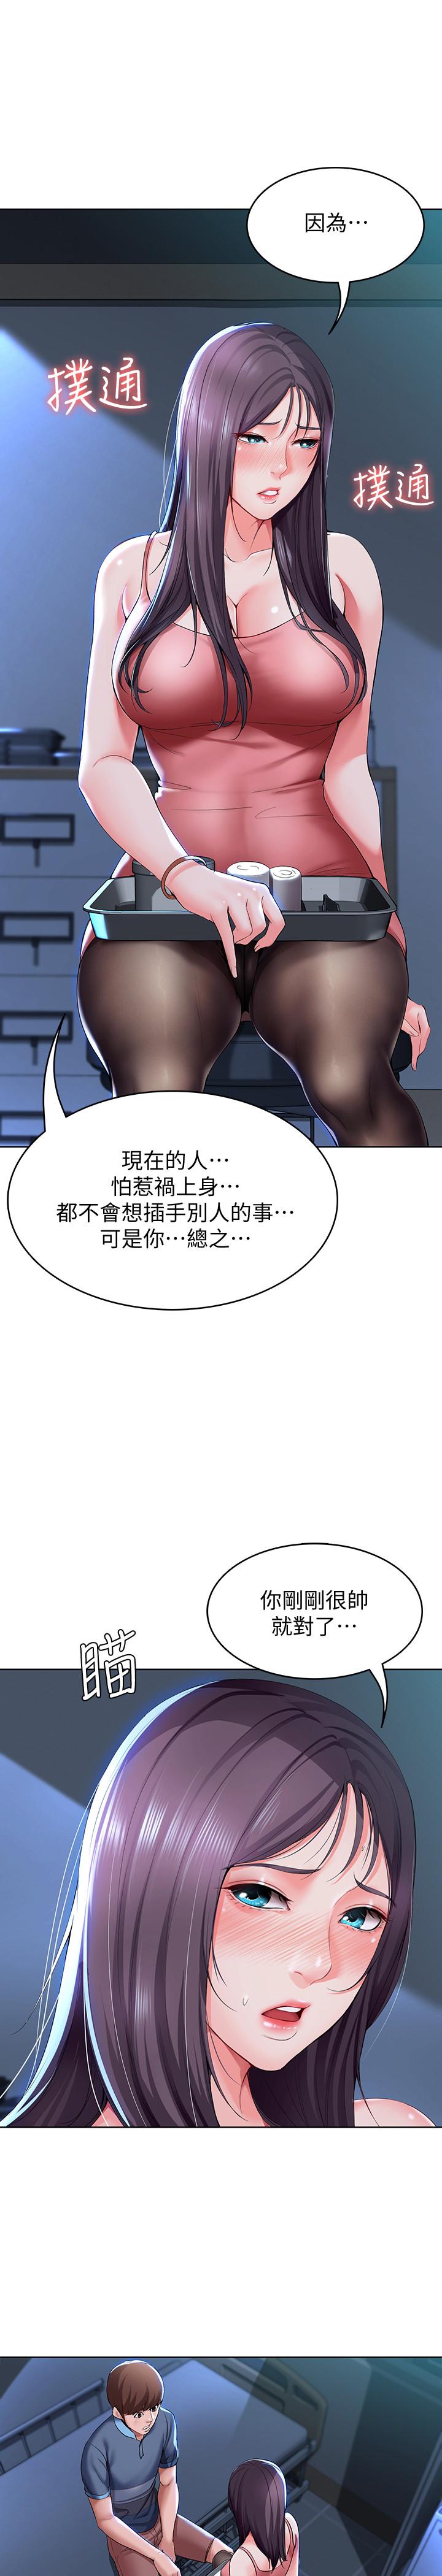 因為⋯
撲通
撲通
現在的人⋯
怕惹禍上身⋯
都不會想插手別人的事⋯
可是你⋯總之⋯
你剛剛很帥
就對了⋯
瞄